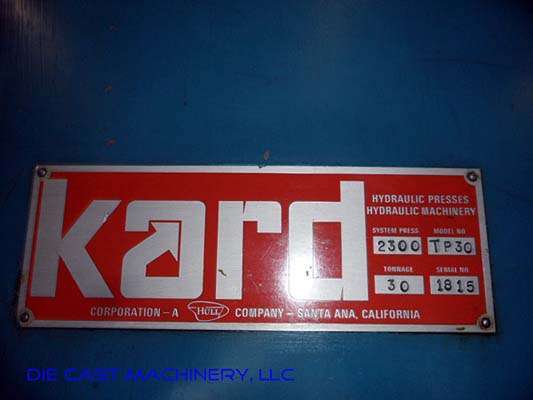 kard
HYDRAULIC PRESSES
HYDRAULIC MACHINERY
SYSTEM PRESS MODEL NO
2300 TP30
TONNAGE SERIAL NO
30 1815
CORPORATION - A HULL COMPANY - SANTA ANA, CALIFORNIA
DIE CAST MACHINERY, LLC